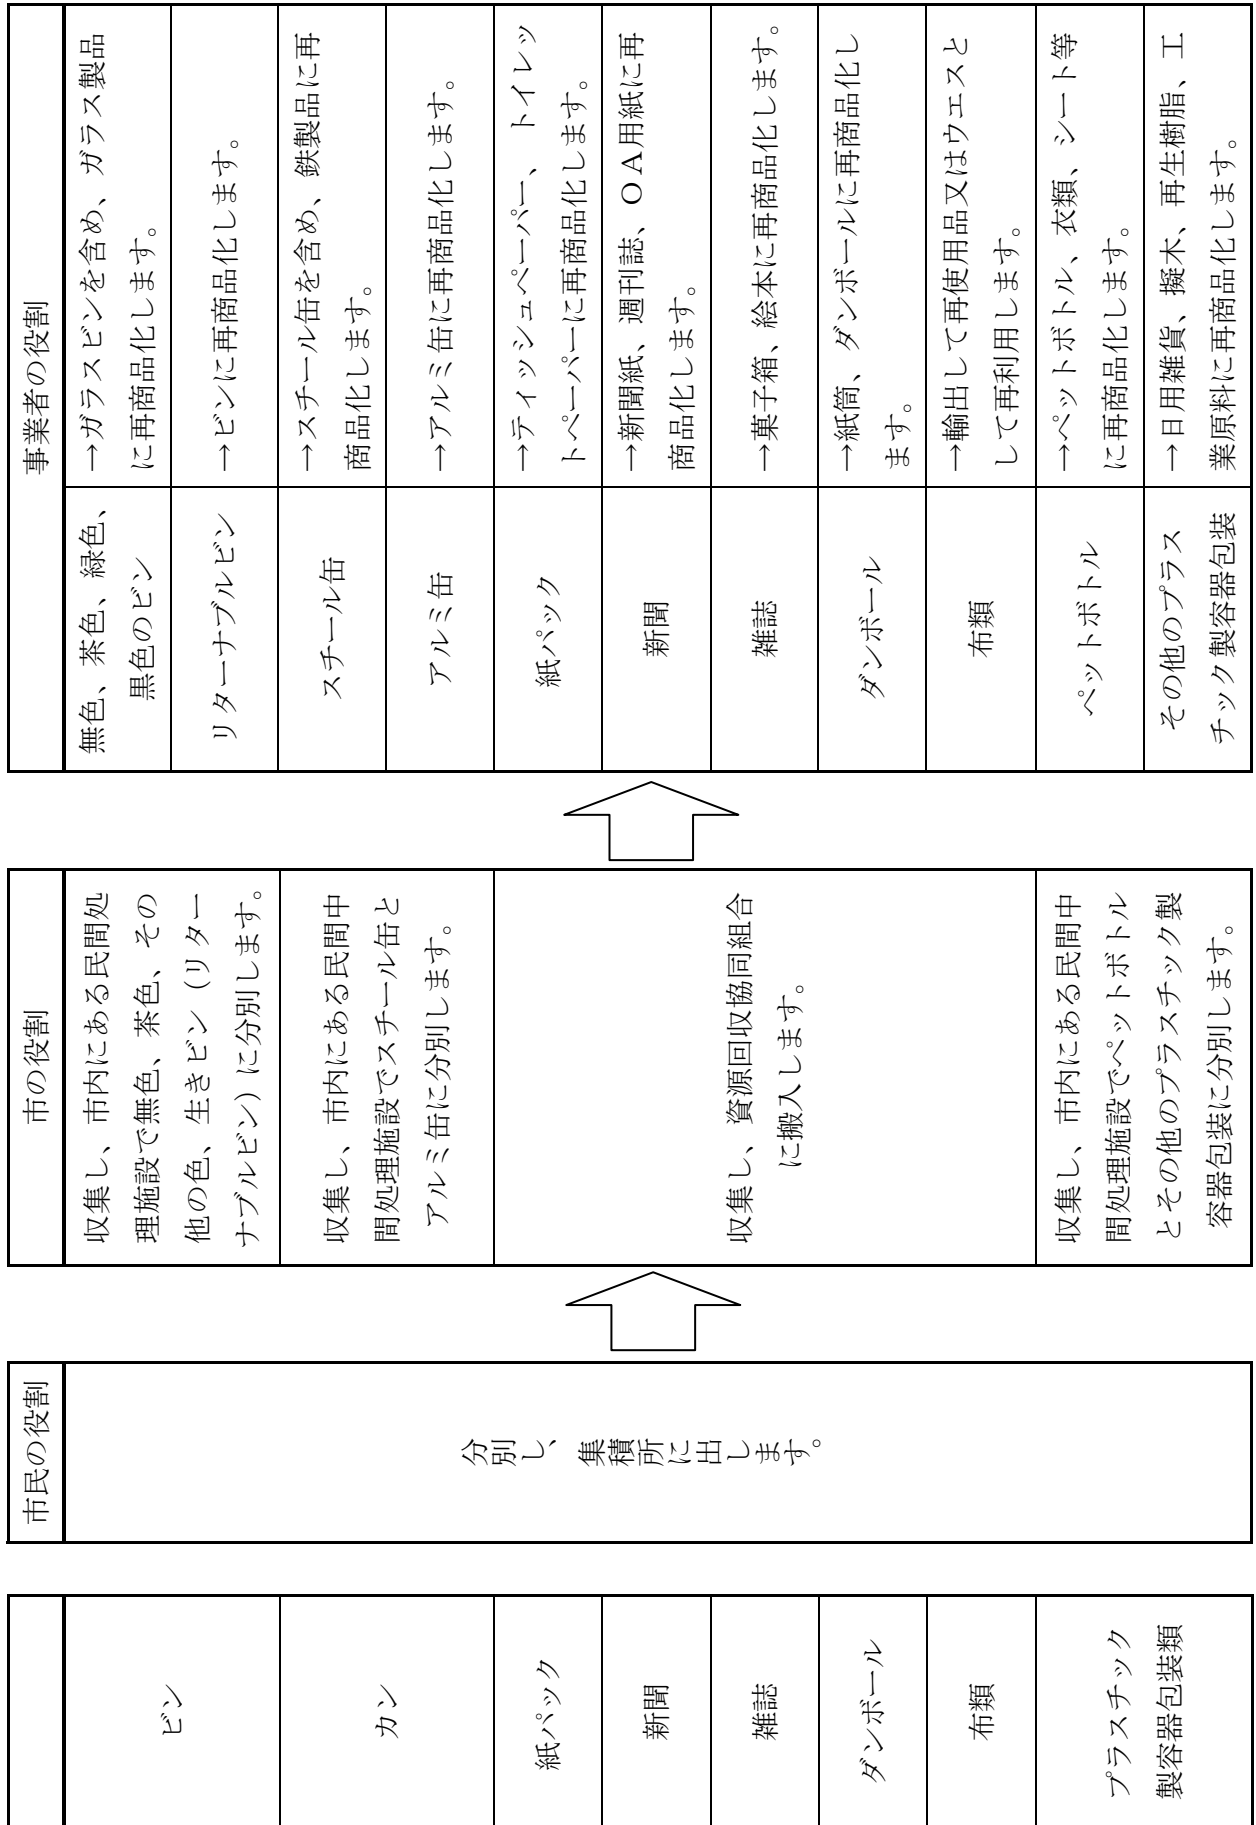 ビン
カン
紙パック
新聞
雑誌
ダンボール
布類
プラスチック
製容器包装類
市民の役割
分別し、集積所に出します。
市の役割
収集し、市内にある民間処
理施設で無色、茶色、その
他の色、生きビン（リター
ナブルビン）に分別します。
収集し、市内にある民間中
間処理施設でスチール缶と
アルミ缶に分別します。
収集し、資源回収協同組合
に搬入します。
収集し、市内にある民間中
間処理施設でペットボトル
とその他のプラスチック製
容器包装に分別します。
事業者の役割
無色、茶色、緑色、
黒色のビン
→ガラスビンを含め、ガラス製品
に再商品化します。
リターナブルビン
→ビンに再商品化します。
スチール缶
→スチール缶を含め、鉄製品に再
商品化します。
アルミ缶
→アルミ缶に再商品化します。
紙パック
→ティッシュペーパー、トイレッ
トペーパーに再商品化します。
新聞
→新聞紙、週刊誌、ＯＡ用紙に再
商品化します。
雑誌
→菓子箱、絵本に再商品化します。
ダンボール
→紙筒、ダンボールに再商品化し
ます。
布類
→輸出して再使用品又はウエスと
して再利用します。
ペットボトル
→ペットボトル、衣類、シート等
に再商品化します。
その他のプラス
チック製容器包装
→日用雑貨、擬木、再生樹脂、工
業原料に再商品化します。